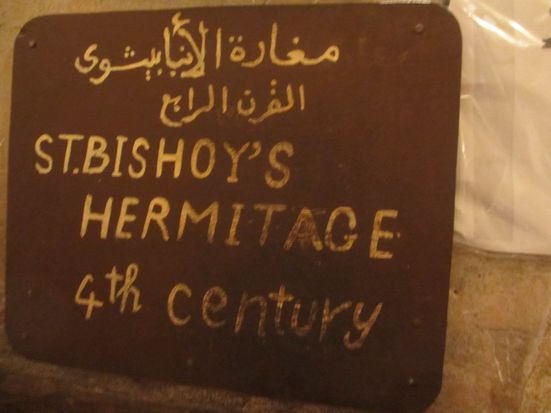 مغارة الأنبا بيشوى
القرن الرابع
ST. BISHOY'S
HERMITAGE
4th century